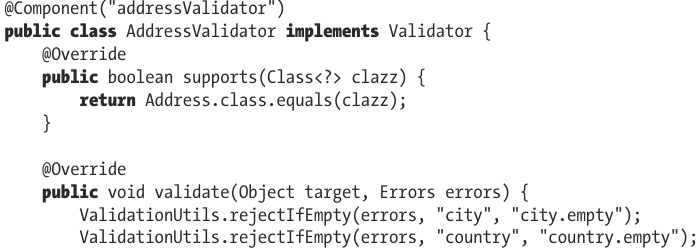 @Component("addressValidator")
public class AddressValidator implements Validator {
    @Override
    public boolean supports(Class<?> clazz) {
        return Address.class.equals(clazz);
    }

    @Override
    public void validate(Object target, Errors errors) {
        ValidationUtils.rejectIfEmpty(errors, "city", "city.empty");
        ValidationUtils.rejectIfEmpty(errors, "country", "country.empty");